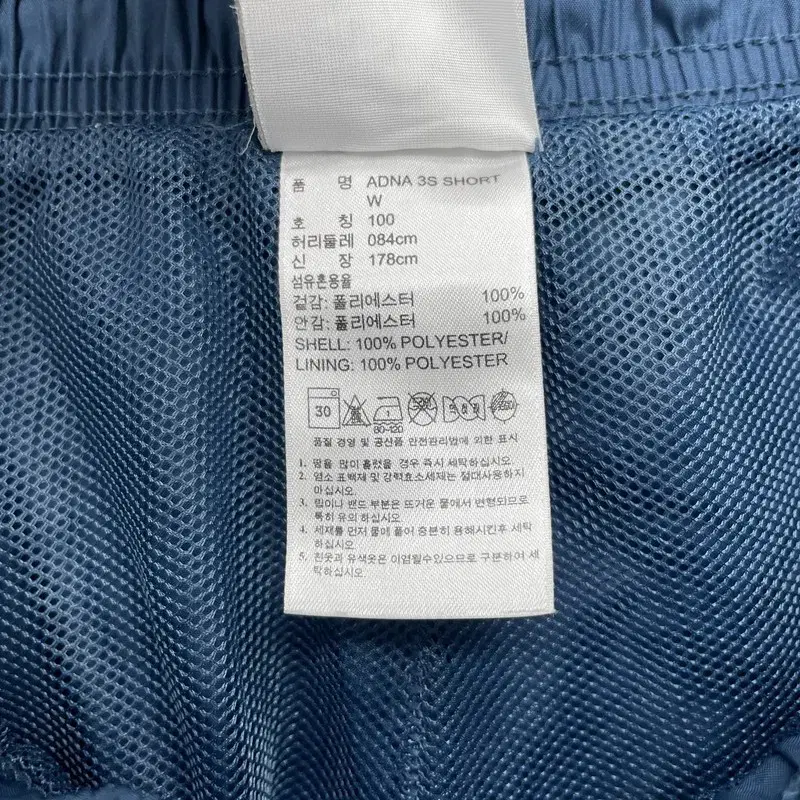 품 명 ADNA 3S SHORT
W
호 칭 100
허리둘레 084cm
신 장 178cm
섬유혼용율
겉감: 폴리에스터 100%
안감: 폴리에스터 100%
SHELL: 100% POLYESTER/
LINING: 100% POLYESTER
30
80-120
품질 경영 및 공산품 안전관리법에 의한 표시
1. 땀을 많이 흘렸을 경우 즉시 세탁하십시오.
2. 염소 표백제 및 강력효소세제는 절대사용하지
마십시오.
3. 밑이나 밴드 부분은 뜨거운 물에서 변형되므로
특히 유의 하십시오.
4. 세재를 먼저 물에 풀어 충분히 용해시킨후 세탁
하십시오.
5. 흰옷과 유색옷은 이염될수있으므로 구분하여 세
탁하십시오.